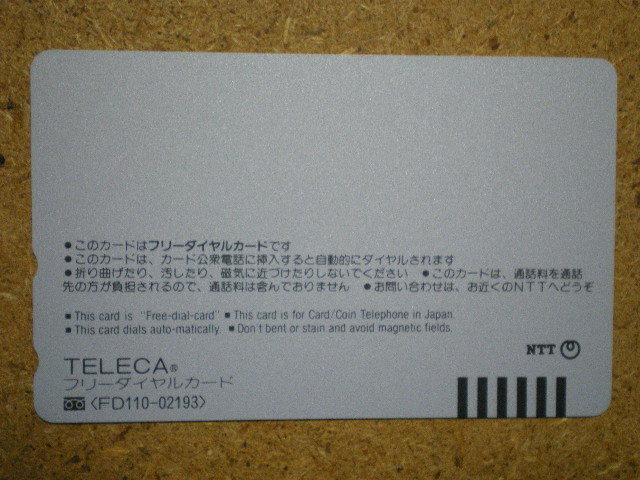 ●このカードはフリーダイヤルカードです
●このカードは、カード公衆電話に挿入すると自動的にダイヤルされます
●折り曲げたり、汚したり、磁気に近づけたりしないでください ●このカードは、通話料を通話
先の方が負担されるので、通話料は含んでおりません ●お問い合わせは、お近くのNTTへどうぞ
■This card is "Free-dial-card" ■This card is for Card/Coin Telephone in Japan.
■This card dials auto-matically. ■Don't bent or stain and avoid magnetic fields.
NTT
TELECA®
フリーダイヤルカード
〈FD110-02193〉